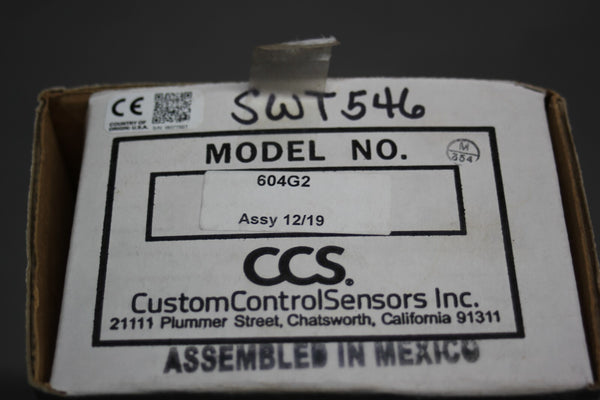 SWT546
CE
COUNTRY OF
ORIGIN: U.S.A.
MODEL NO.
M
354
604G2
Assy 12/19
CCS®
CustomControlSensors Inc.
21111 Plummer Street, Chatsworth, California 91311
ASSEMBLED IN MEXICO